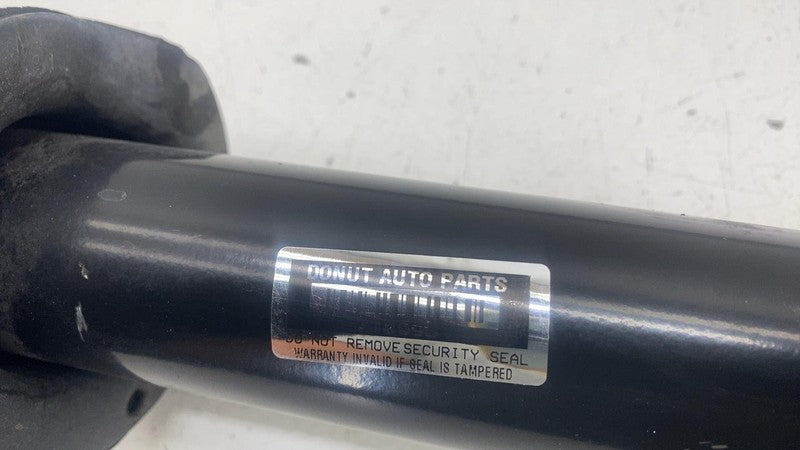 DONUT AUTO PARTS
DO NOT REMOVE SECURITY SEAL
WARRANTY INVALID IF SEAL IS TAMPERED